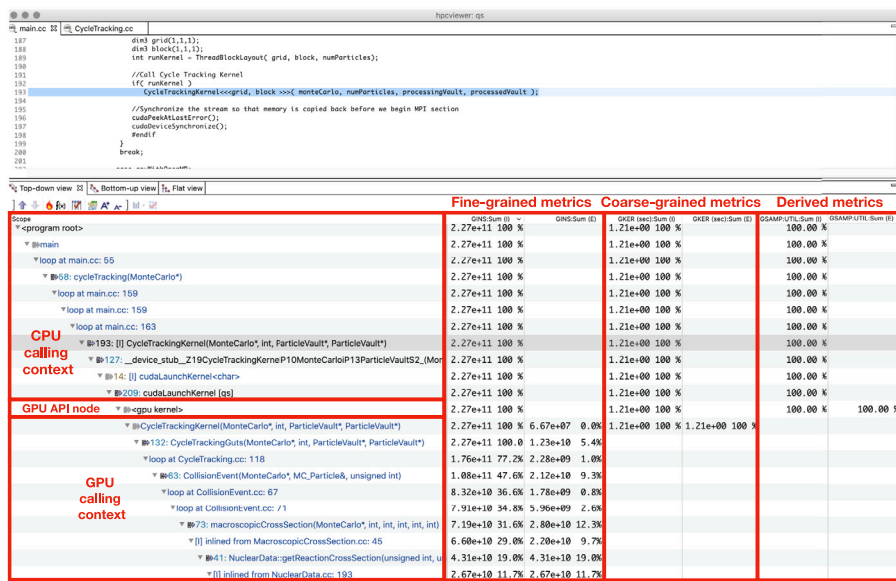 hpcviewer: qs
main.cc CycleTracking.cc
187 dim3 grid(1,1,1);
188 dim3 block(1,1,1);
189 int runKernel = ThreadBlockLayout( grid, block, numParticles);
190
191 //Call Cycle Tracking Kernel
192 if( runKernel )
193 CycleTrackingKernel<<<grid, block >>>( monteCarlo, numParticles, processingVault, processedVault );
194
195 //Synchronize the stream so that memory is copied back before we begin MPI section
196 cudaPeekAtLastError();
197 cudaDeviceSynchronize();
198 #endif
199 }
200 break;
201
Top-down view Bottom-up view Flat view
Fine-grained metrics Coarse-grained metrics Derived metrics
Scope GINS:Sum (I) GINS:Sum (E) GKER (sec):Sum (I) GKER (sec):Sum (E) GSAMP:UTIL:Sum (I) GSAMP:UTIL:Sum (E)
<program root> 2.27e+11 100 % 1.21e+00 100 % 100.00 %
main 2.27e+11 100 % 1.21e+00 100 % 100.00 %
loop at main.cc: 55 2.27e+11 100 % 1.21e+00 100 % 100.00 %
58: cycleTracking(MonteCarlo*) 2.27e+11 100 % 1.21e+00 100 % 100.00 %
loop at main.cc: 159 2.27e+11 100 % 1.21e+00 100 % 100.00 %
loop at main.cc: 159 2.27e+11 100 % 1.21e+00 100 % 100.00 %
loop at main.cc: 163 2.27e+11 100 % 1.21e+00 100 % 100.00 %
CPU calling context
193: [I] CycleTrackingKernel(MonteCarlo*, int, ParticleVault*, ParticleVault*) 2.27e+11 100 % 1.21e+00 100 % 100.00 %
127: __device_stub__Z19CycleTrackingKernelP10MonteCarloiP13ParticleVaultS2_(Mor 2.27e+11 100 % 1.21e+00 100 % 100.00 %
14: [I] cudaLaunchKernel<char> 2.27e+11 100 % 1.21e+00 100 % 100.00 %
209: cudaLaunchKernel [qs] 2.27e+11 100 % 1.21e+00 100 % 100.00 %
GPU API node <gpu kernel> 2.27e+11 100 % 1.21e+00 100 % 100.00 % 100.00 %
CycleTrackingKernel(MonteCarlo*, int, ParticleVault*, ParticleVault*) 2.27e+11 100 % 6.67e+07 0.0% 1.21e+00 100 % 1.21e+00 100 %
132: CycleTrackingGuts(MonteCarlo*, int, ParticleVault*, ParticleVault*) 2.27e+11 100.0 1.23e+10 5.4%
loop at CycleTracking.cc: 118 1.76e+11 77.2% 2.28e+09 1.0%
63: CollisionEvent(MonteCarlo*, MC_Particle&, unsigned int) 1.08e+11 47.6% 2.12e+10 9.3%
GPU calling context
loop at CollisionEvent.cc: 67 8.32e+10 36.6% 1.78e+09 0.8%
loop at CollisionEvent.cc: 71 7.91e+10 34.8% 5.96e+09 2.6%
73: macroscopicCrossSection(MonteCarlo*, int, int, int, int, int) 7.19e+10 31.6% 2.80e+10 12.3%
[I] inlined from MacroscopicCrossSection.cc: 45 6.60e+10 29.0% 2.20e+10 9.7%
41: NuclearData::getReactionCrossSection(unsigned int, u 4.31e+10 19.0% 4.31e+10 19.0%
[I] inlined from NuclearData.cc: 193 2.67e+10 11.7% 2.67e+10 11.7%